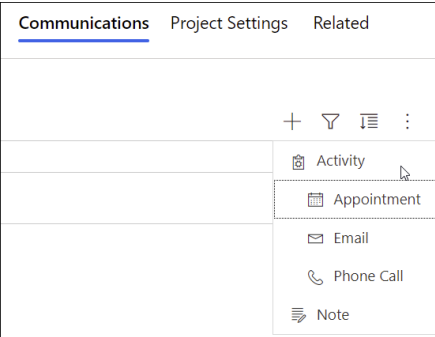 Communications Project Settings Related
Activity
Appointment
Email
Phone Call
Note